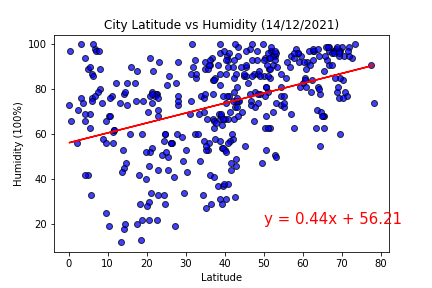 City Latitude vs Humidity (14/12/2021)
100
80
60
40
20
Humidity (100%)
y = 0.44x + 56.21
0 10 20 30 40 50 60 70 80
Latitude